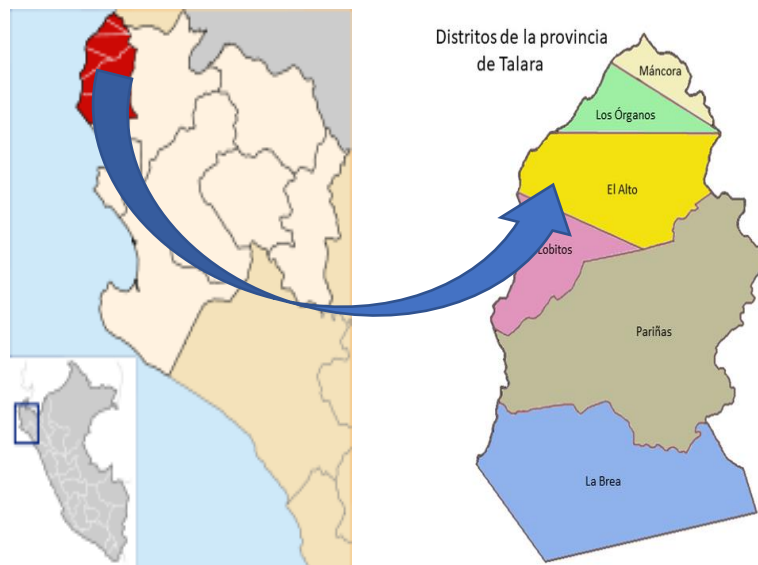 Distritos de la provincia
de Talara
Máncora
Los Órganos
El Alto
Lobitos
Pariñas
La Brea